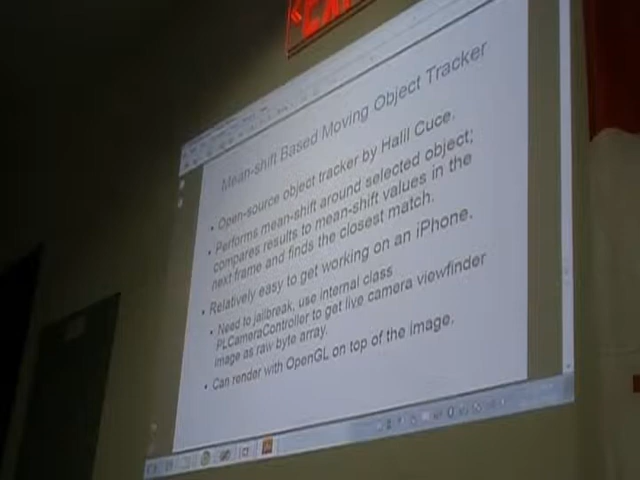 EXI
Mean-shift Based Moving Object Tracker
• Open-source object tracker by Halil Cuce.
• Performs mean-shift around selected object;
compares results to mean-shift values in the
next frame and finds the closest match.
• Relatively easy to get working on an iPhone.
• Need to jailbreak, use internal class
PLCameraController to get live camera viewfinder
image as raw byte array.
• Can render with OpenGL on top of the image.